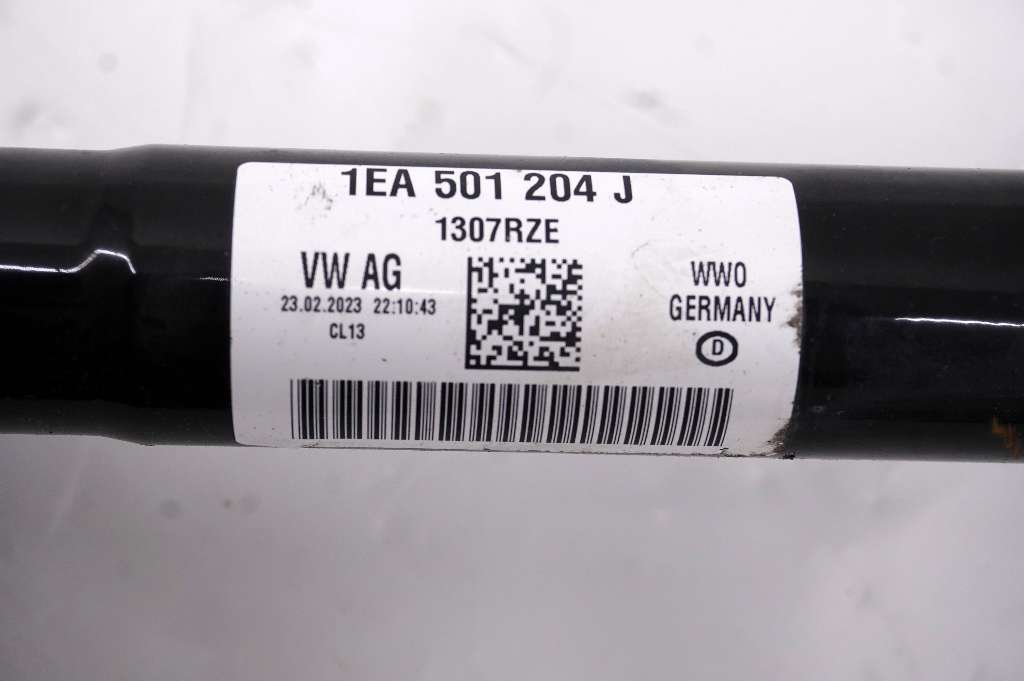 1EA 501 204 J
1307RZE
VW AG
23.02.2023 22:10:43
CL13
WWO
GERMANY
D